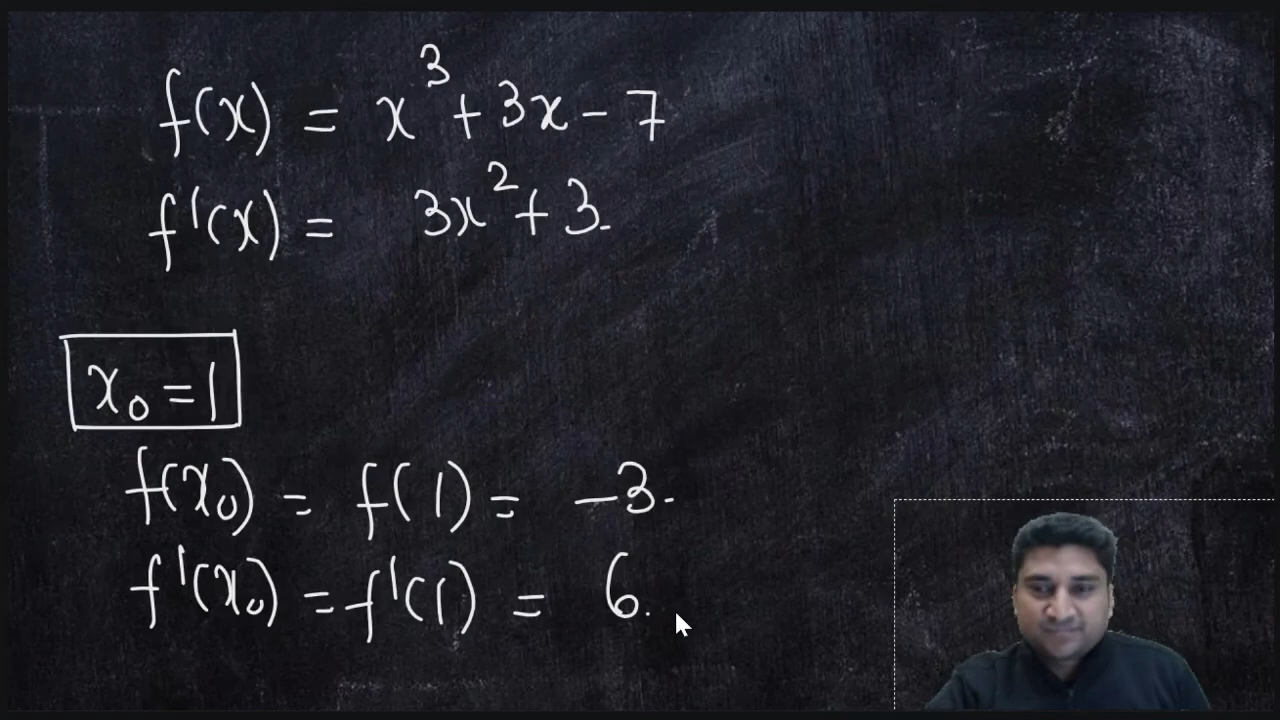 f(x) = x³ + 3x - 7
f'(x) = 3x² + 3.
x₀ = 1
f(x₀) = f(1) = -3.
f'(x₀) = f'(1) = 6.